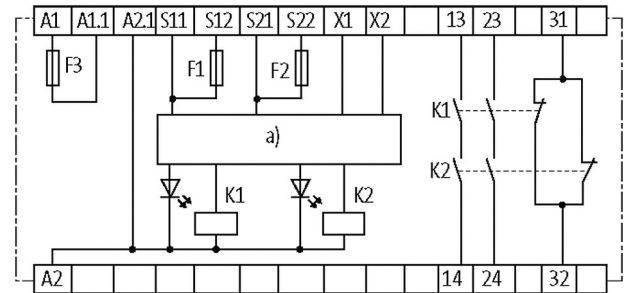 A1 A1.1 A2.1 S11 S12 S21 S22 X1 X2 13 23 31
F3 F1 F2
K1
a)
K2
K1 K2
A2 14 24 32